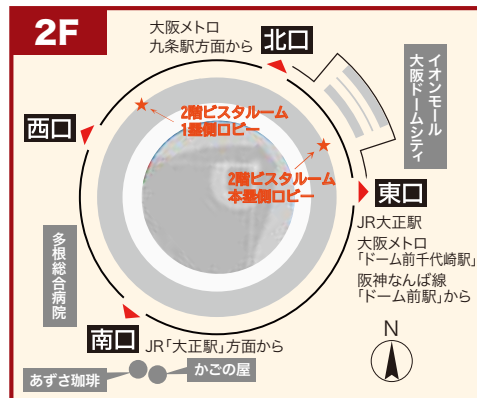 2F
大阪メトロ
九条駅方面から
北口
イオンモール
大阪ドームシティ
2階ビスタルーム
1塁側ロビー
西口
2階ビスタルーム
本塁側ロビー
東口
JR大正駅
大阪メトロ
「ドーム前千代崎駅」
阪神なんば線
「ドーム前駅」から
多根総合病院
南口
JR「大正駅」方面から
N
かごの屋
あずさ珈琲